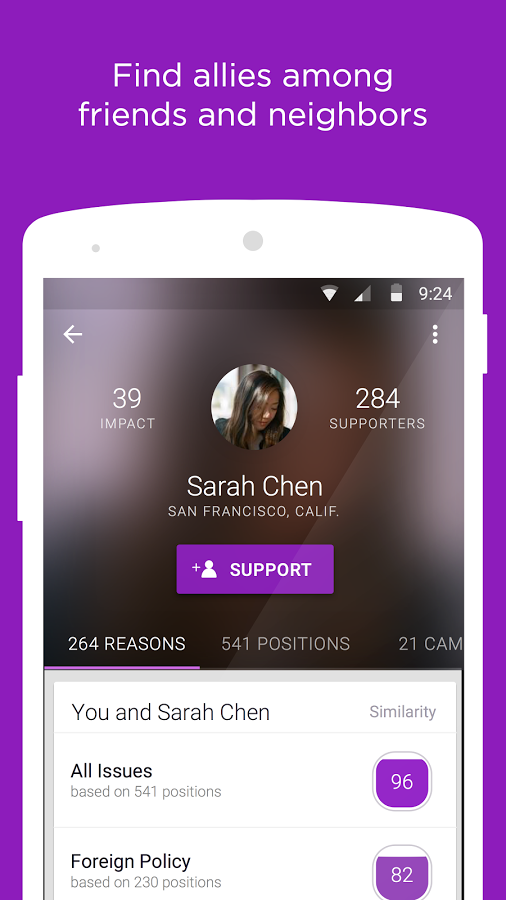 Find allies among
friends and neighbors
9:24
39
IMPACT
284
SUPPORTERS
Sarah Chen
SAN FRANCISCO, CALIF.
+ SUPPORT
264 REASONS 541 POSITIONS 21 CAM
You and Sarah Chen Similarity
All Issues
based on 541 positions
96
Foreign Policy
based on 230 positions
82